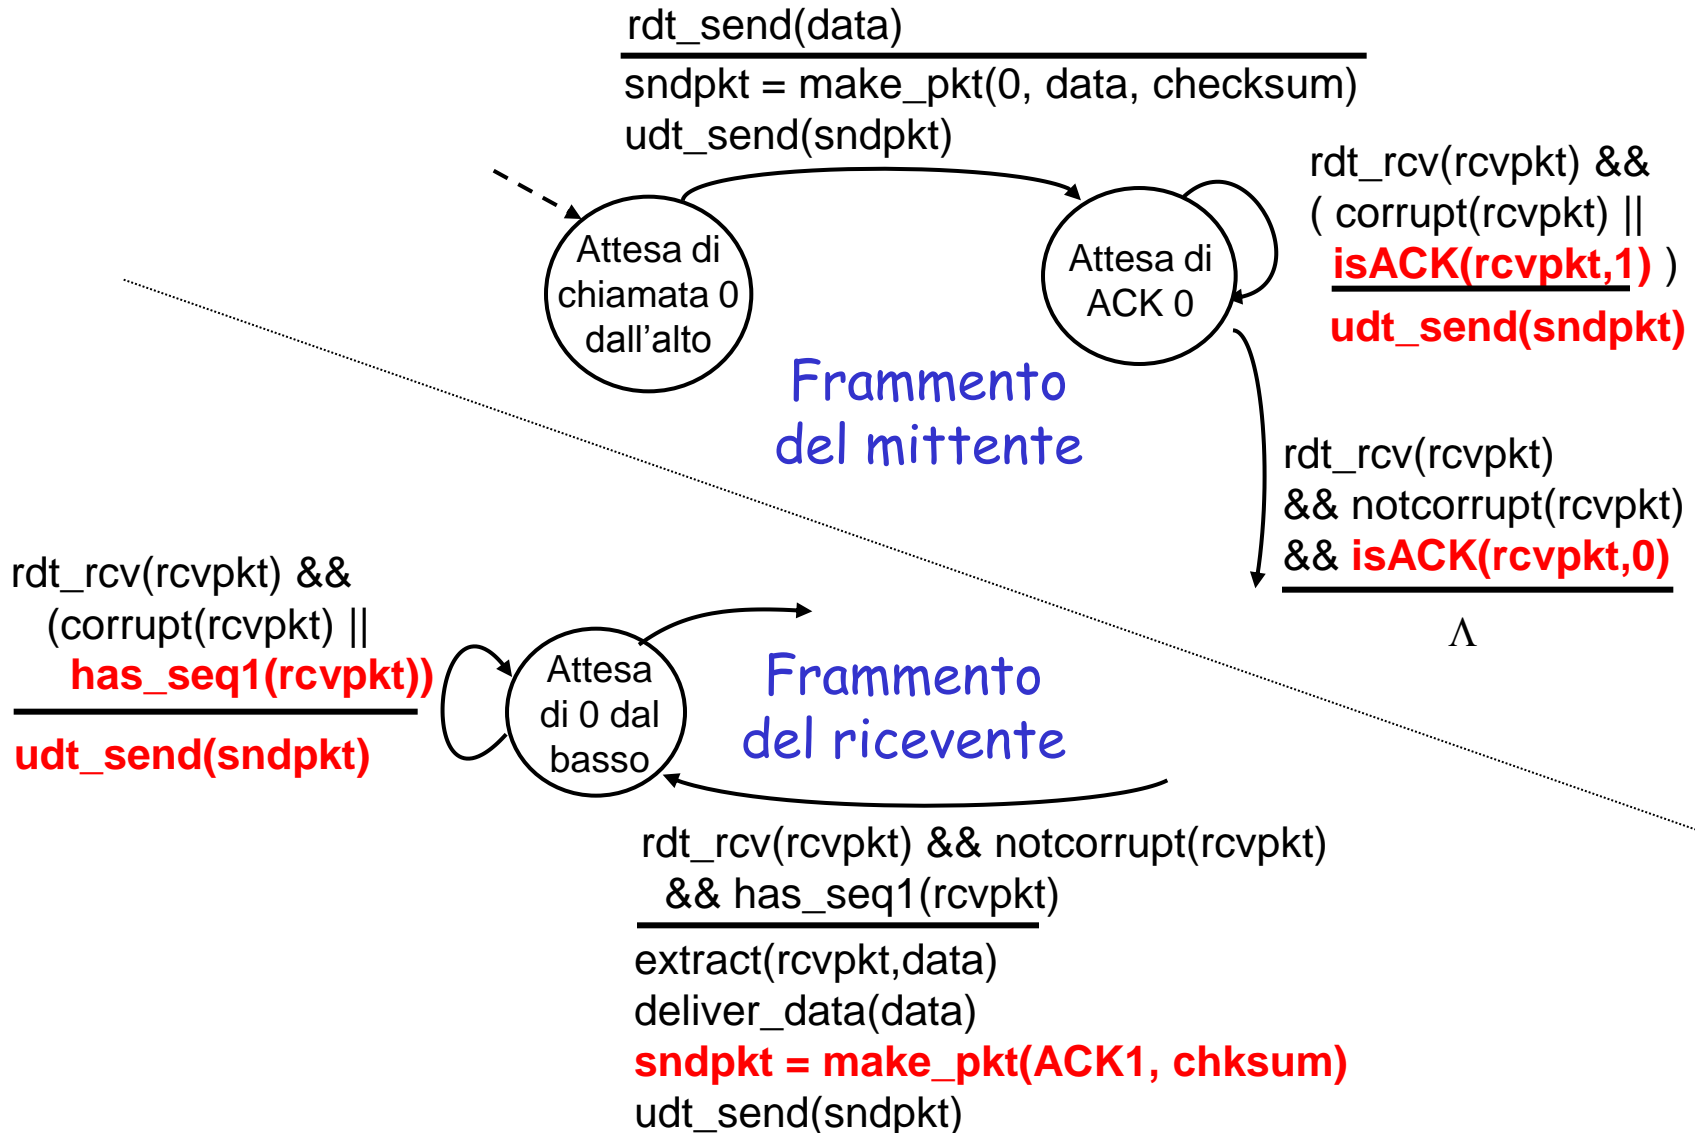 rdt_send(data)
sndpkt = make_pkt(0, data, checksum)
udt_send(sndpkt)
rdt_rcv(rcvpkt) &&
( corrupt(rcvpkt) ||
isACK(rcvpkt,1) )
udt_send(sndpkt)
Attesa di
chiamata 0
dall’alto
Attesa di
ACK 0
Frammento
del mittente
rdt_rcv(rcvpkt)
&& notcorrupt(rcvpkt)
&& isACK(rcvpkt,0)
Λ
rdt_rcv(rcvpkt) &&
(corrupt(rcvpkt) ||
has_seq1(rcvpkt))
udt_send(sndpkt)
Attesa
di 0 dal
basso
Frammento
del ricevente
rdt_rcv(rcvpkt) && notcorrupt(rcvpkt)
&& has_seq1(rcvpkt)
extract(rcvpkt,data)
deliver_data(data)
sndpkt = make_pkt(ACK1, chksum)
udt_send(sndpkt)